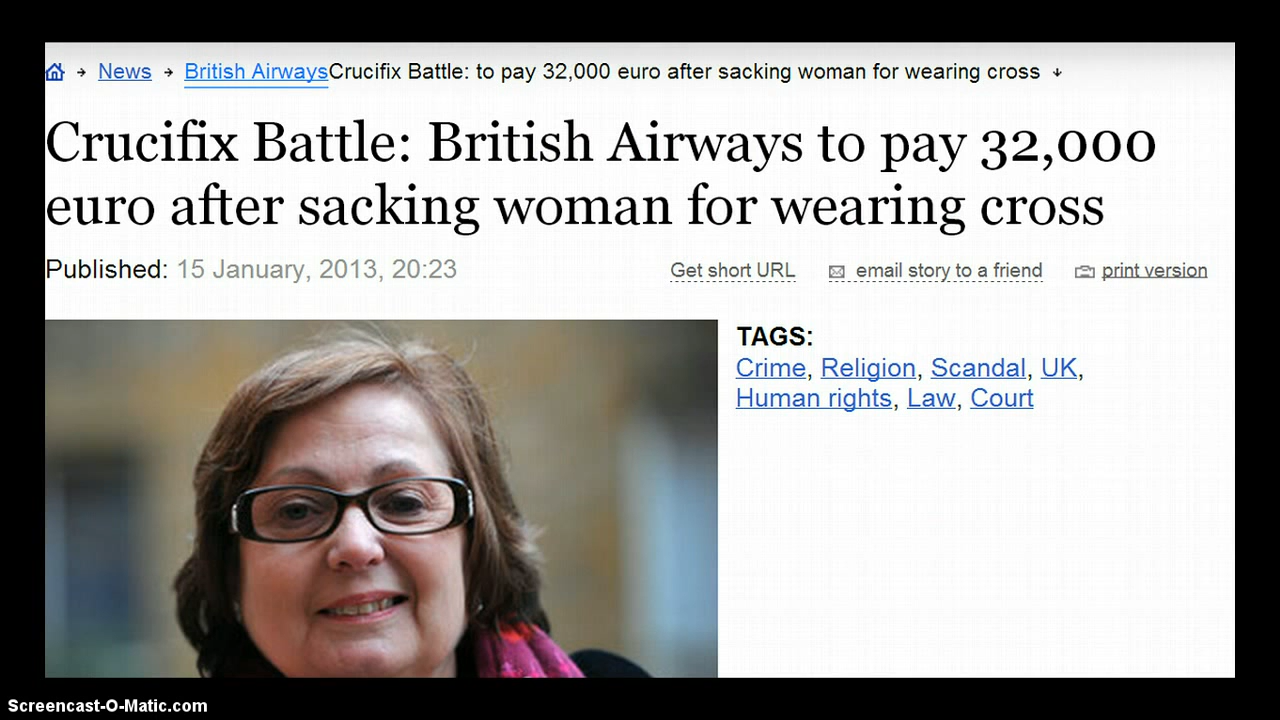 News British AirwaysCrucifix Battle: to pay 32,000 euro after sacking woman for wearing cross
Crucifix Battle: British Airways to pay 32,000
euro after sacking woman for wearing cross
Published: 15 January, 2013, 20:23 Get short URL email story to a friend print version
TAGS:
Crime, Religion, Scandal, UK,
Human rights, Law, Court
Screencast-O-Matic.com